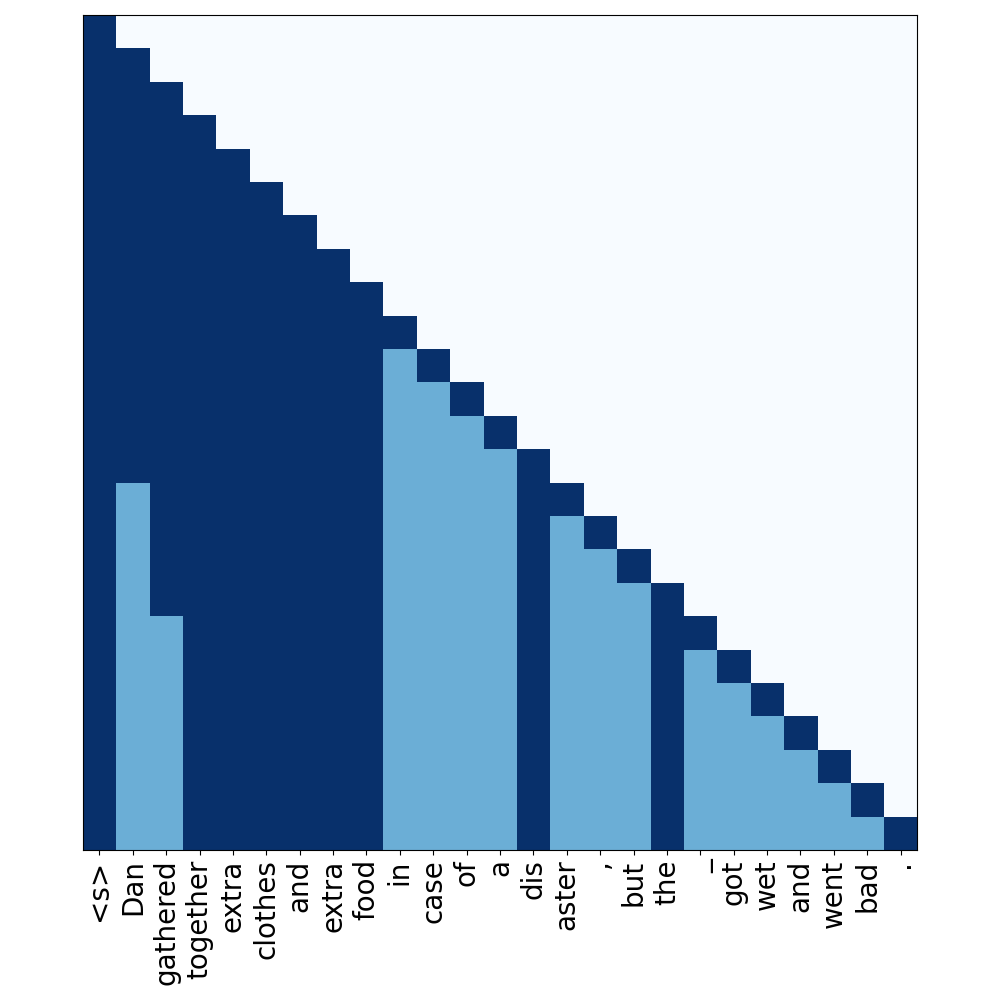 <s> Dan gathered together extra clothes and extra food in case of a dis aster , but the _ got wet and went bad .